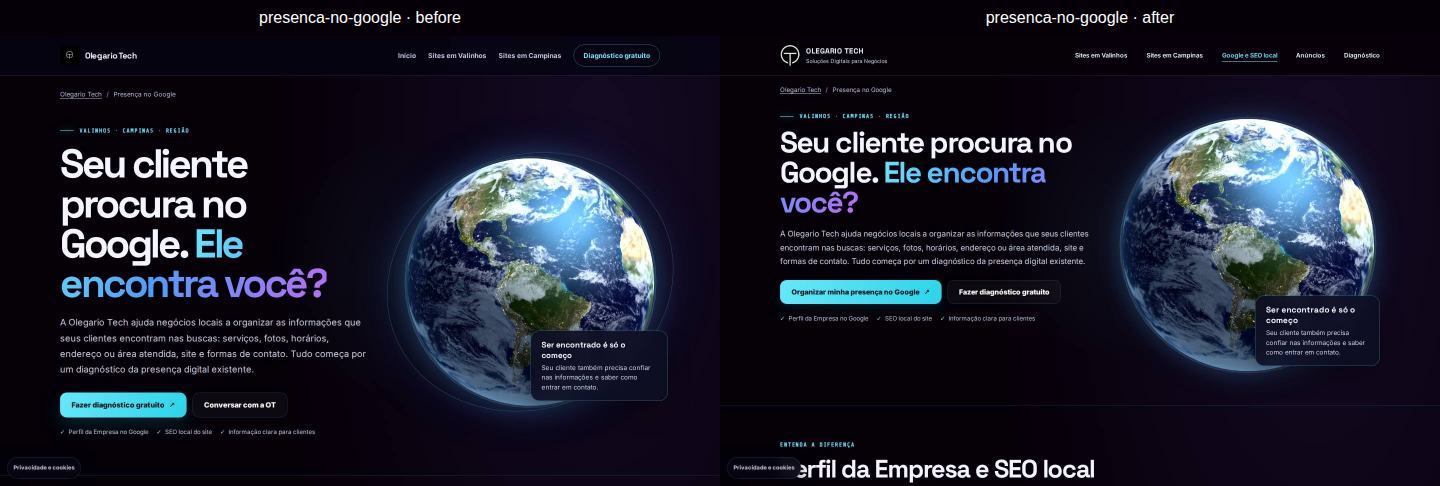 presenca-no-google · before
Olegario Tech
Início
Sites em Valinhos
Sites em Campinas
Diagnóstico gratuito
Olegario Tech / Presença no Google
VALINHOS · CAMPINAS · REGIÃO
Seu cliente
procura no
Google. Ele
encontra você?
A Olegario Tech ajuda negócios locais a organizar as informações que
seus clientes encontram nas buscas: serviços, fotos, horários,
endereço ou área atendida, site e formas de contato. Tudo começa por
um diagnóstico da presença digital existente.
Fazer diagnóstico gratuito ↗
Conversar com a OT
✓ Perfil da Empresa no Google ✓ SEO local do site ✓ Informação clara para clientes
Ser encontrado é só o
começo
Seu cliente também precisa confiar
nas informações e saber como
entrar em contato.
Privacidade e cookies
presenca-no-google · after
OLEGARIO TECH
Soluções Digitais para Negócios
Sites em Valinhos
Sites em Campinas
Google e SEO local
Anúncios
Diagnóstico
Olegario Tech / Presença no Google
VALINHOS · CAMPINAS · REGIÃO
Seu cliente procura no
Google. Ele encontra
você?
A Olegario Tech ajuda negócios locais a organizar as informações que seus clientes
encontram nas buscas: serviços, fotos, horários, endereço ou área atendida, site e
formas de contato. Tudo começa por um diagnóstico da presença digital existente.
Organizar minha presença no Google ↗
Fazer diagnóstico gratuito
✓ Perfil da Empresa no Google ✓ SEO local do site ✓ Informação clara para clientes
Ser encontrado é só o
começo
Seu cliente também precisa
confiar nas informações e saber
como entrar em contato.
ENTENDA A DIFERENÇA
erfil da Empresa e SEO local
Privacidade e cookies